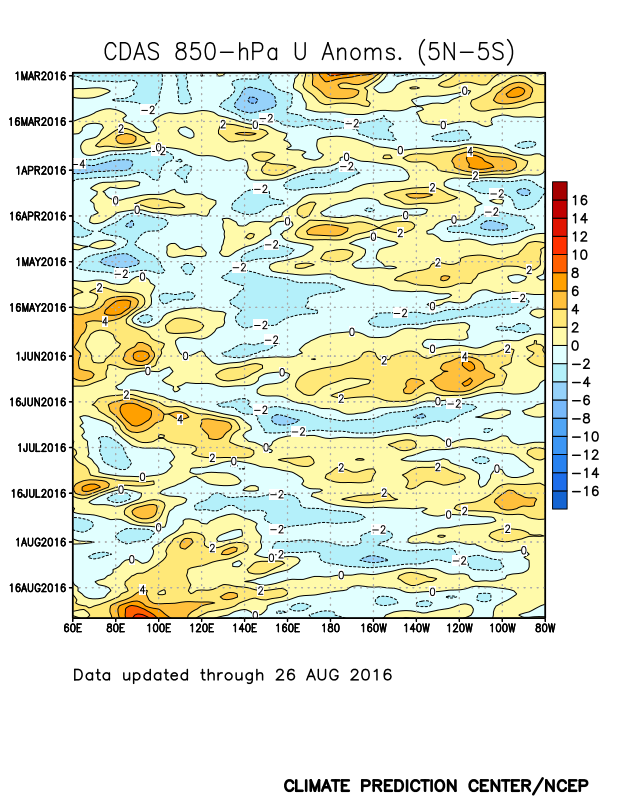 CDAS 850-hPa U Anoms. (5N-5S)
1MAR2016
16MAR2016
1APR2016
16APR2016
1MAY2016
16MAY2016
1JUN2016
16JUN2016
1JUL2016
16JUL2016
1AUG2016
16AUG2016
60E 80E 100E 120E 140E 160E 180 160W 140W 120W 100W 80W
16
14
12
10
8
6
4
2
0
-2
-4
-6
-8
-10
-12
-14
-16
Data updated through 26 AUG 2016
CLIMATE PREDICTION CENTER/NCEP